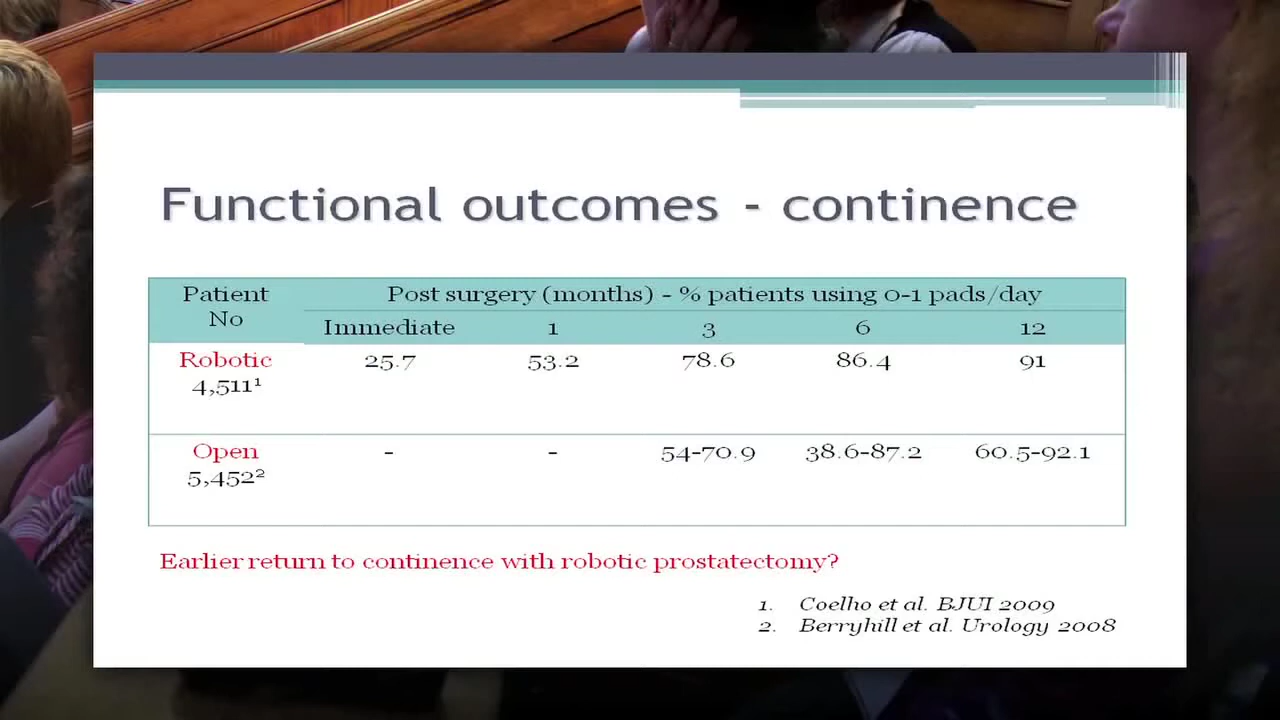 Functional outcomes - continence
Patient No
Post surgery (months) - % patients using 0-1 pads/day
Immediate 1 3 6 12
Robotic 25.7 53.2 78.6 86.4 91
4,511¹
Open - - 54-70.9 38.6-87.2 60.5-92.1
5,452²
Earlier return to continence with robotic prostatectomy?
1. Coelho et al. BJUI 2009
2. Berryhill et al. Urology 2008